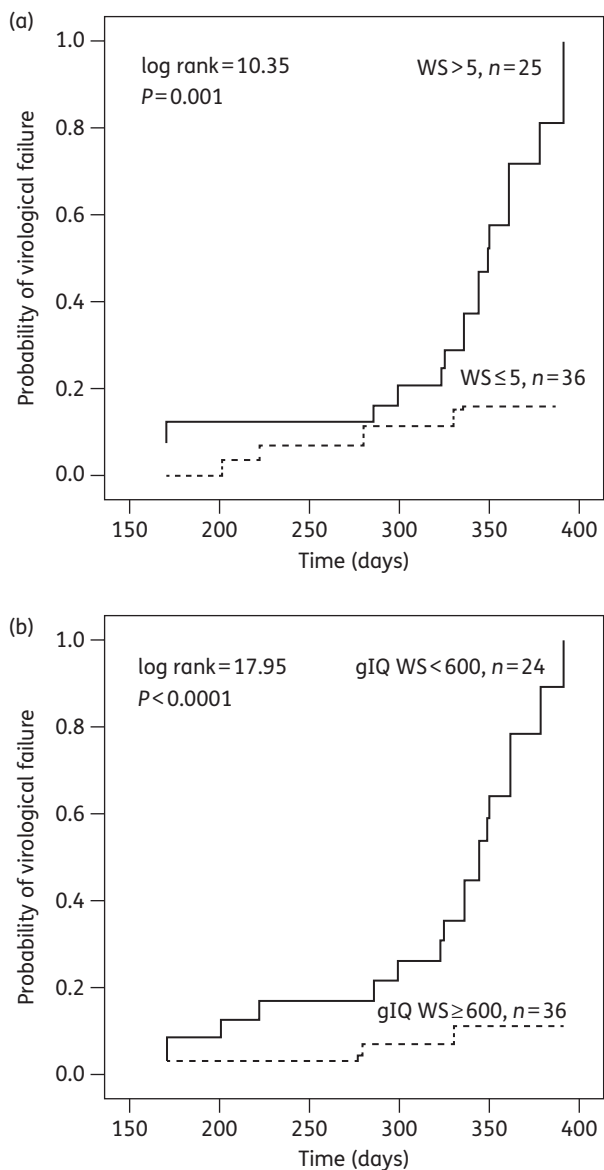 (a)
1.0
log rank=10.35
WS>5, n=25
P=0.001
0.8
0.6
0.4
WS≤5, n=36
0.2
0.0
Probability of virological failure
150 200 250 300 350 400
Time (days)
(b)
1.0
log rank=17.95
gIQ WS<600, n=24
P<0.0001
0.8
0.6
0.4
0.2
gIQ WS≥600, n=36
0.0
Probability of virological failure
150 200 250 300 350 400
Time (days)